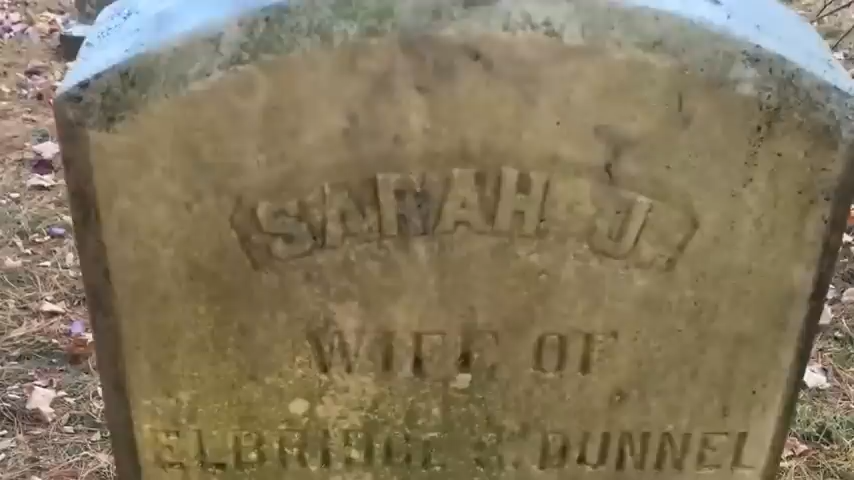 SARAH J.
WIFE OF
ELBRIDGE S. DUNNEL